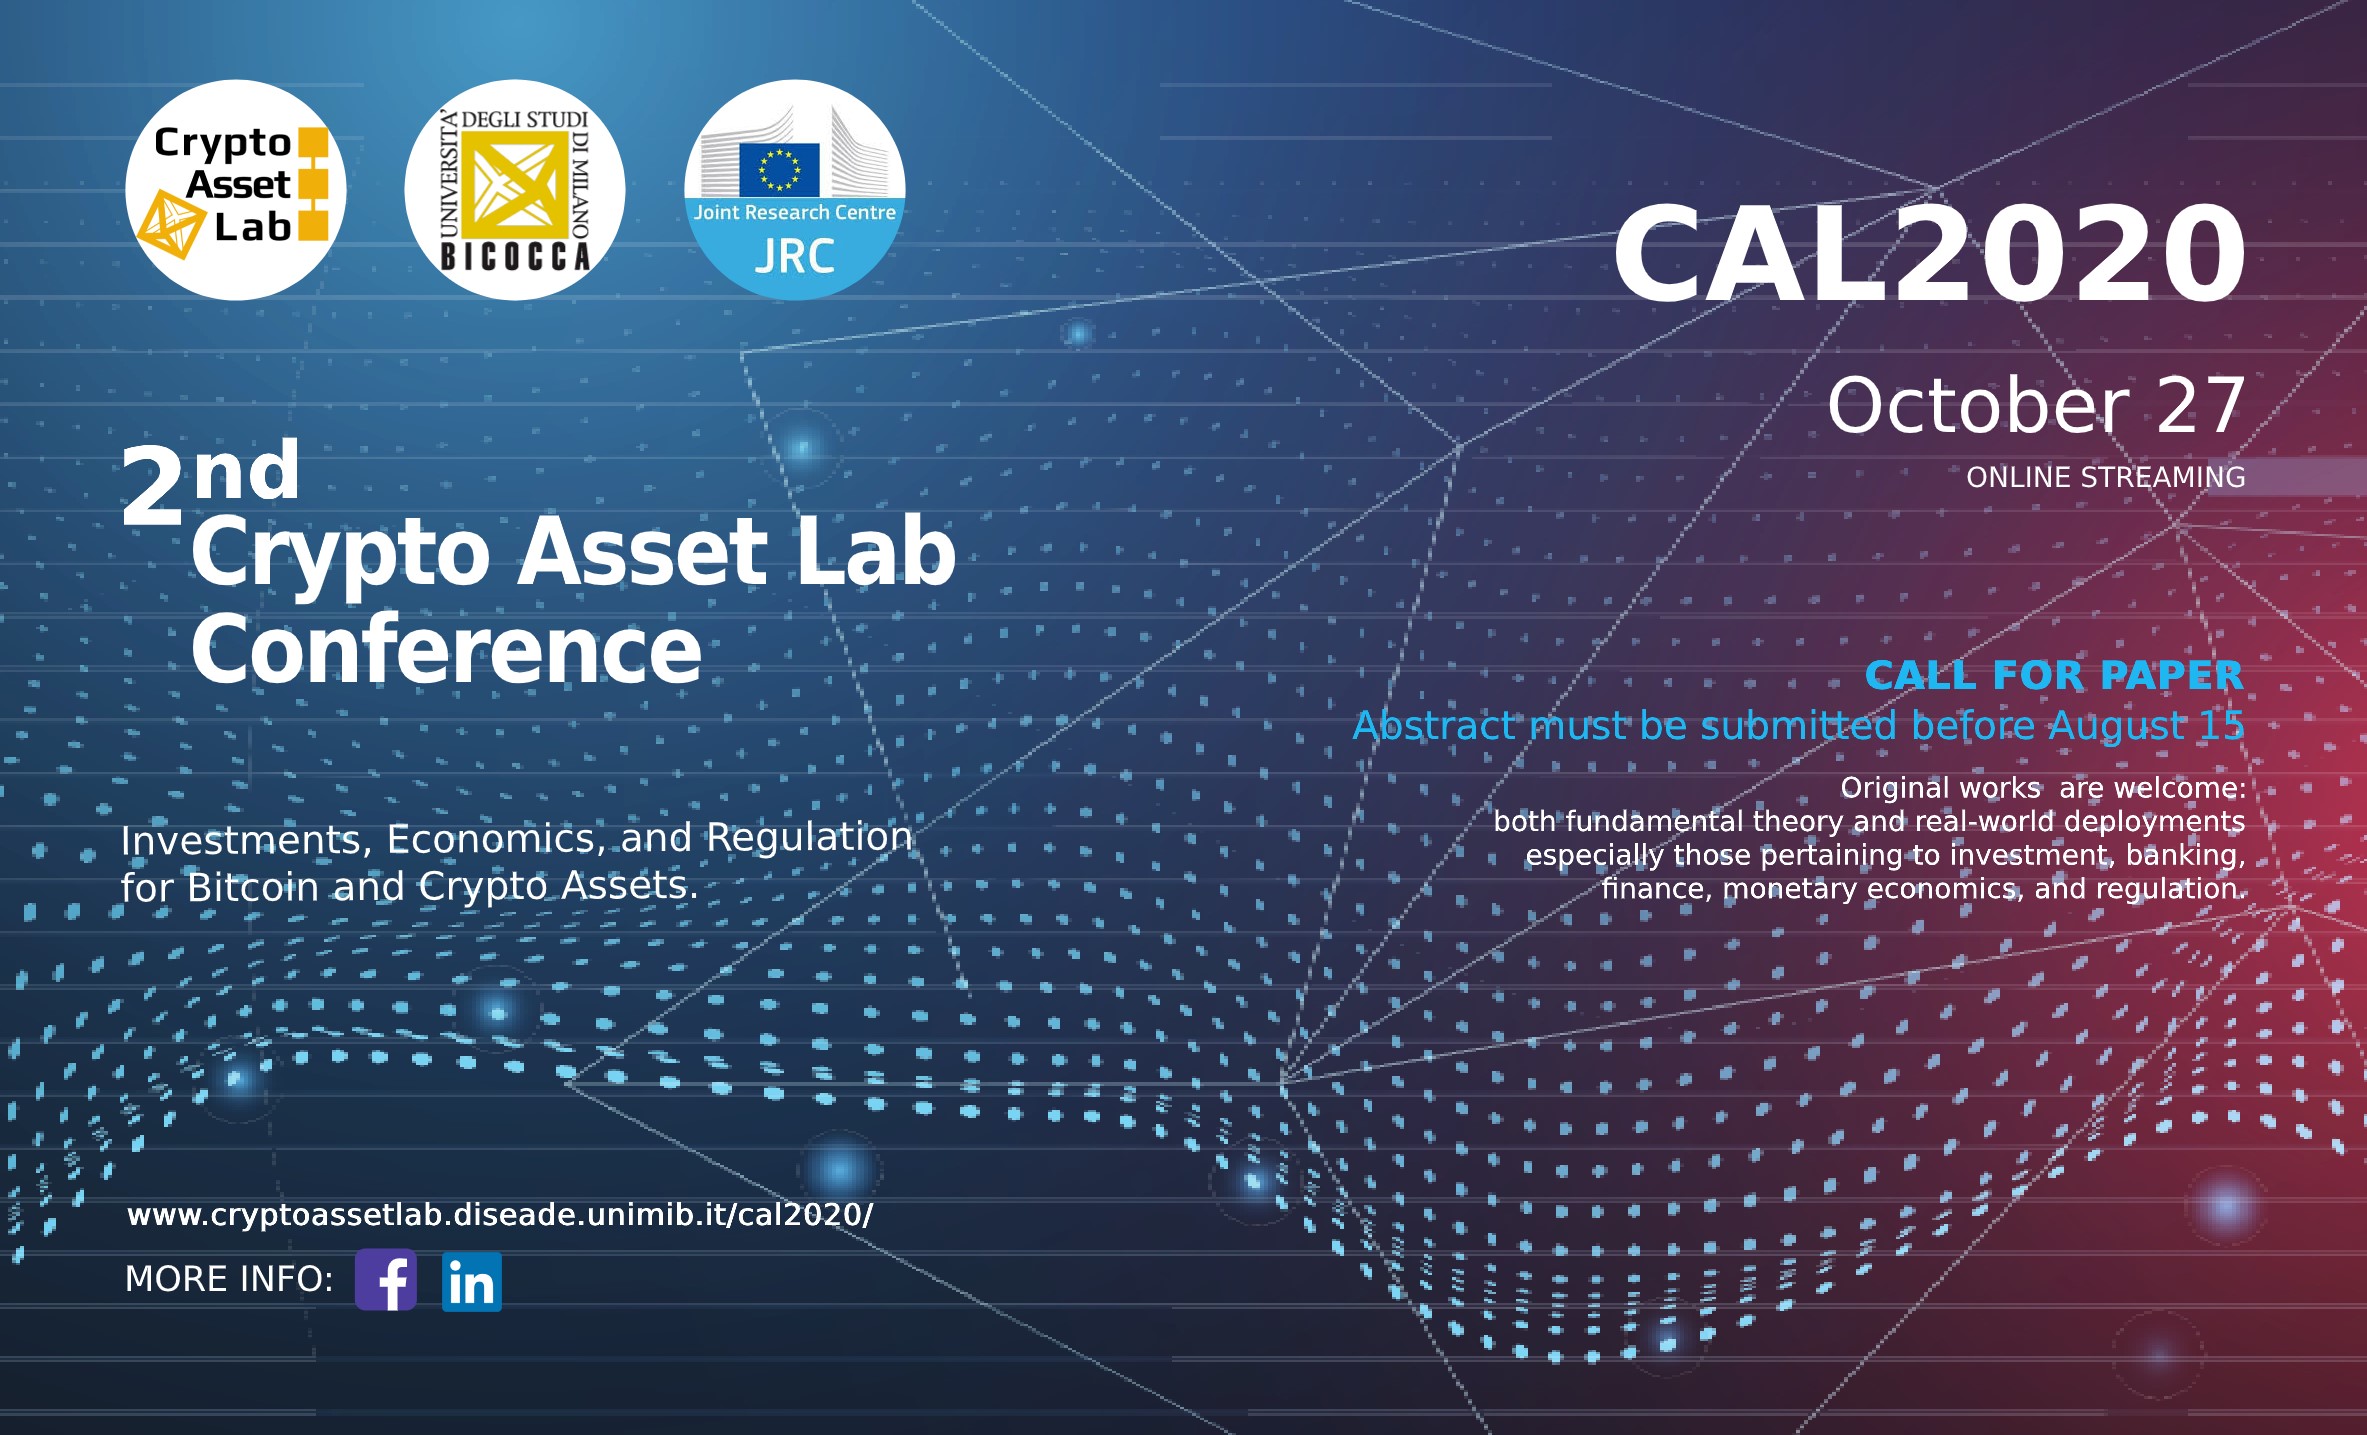 Crypto
Asset
Lab
UNIVERSITA' DEGLI STUDI DI MILANO
BICOCCA
Joint Research Centre
JRC
CAL2020
October 27
ONLINE STREAMING
2nd
Crypto Asset Lab
Conference
CALL FOR PAPER
Abstract must be submitted before August 15
Original works  are welcome:
both fundamental theory and real-world deployments
especially those pertaining to investment, banking,
finance, monetary economics, and regulation.
Investments, Economics, and Regulation
for Bitcoin and Crypto Assets.
www.cryptoassetlab.diseade.unimib.it/cal2020/
MORE INFO: f in